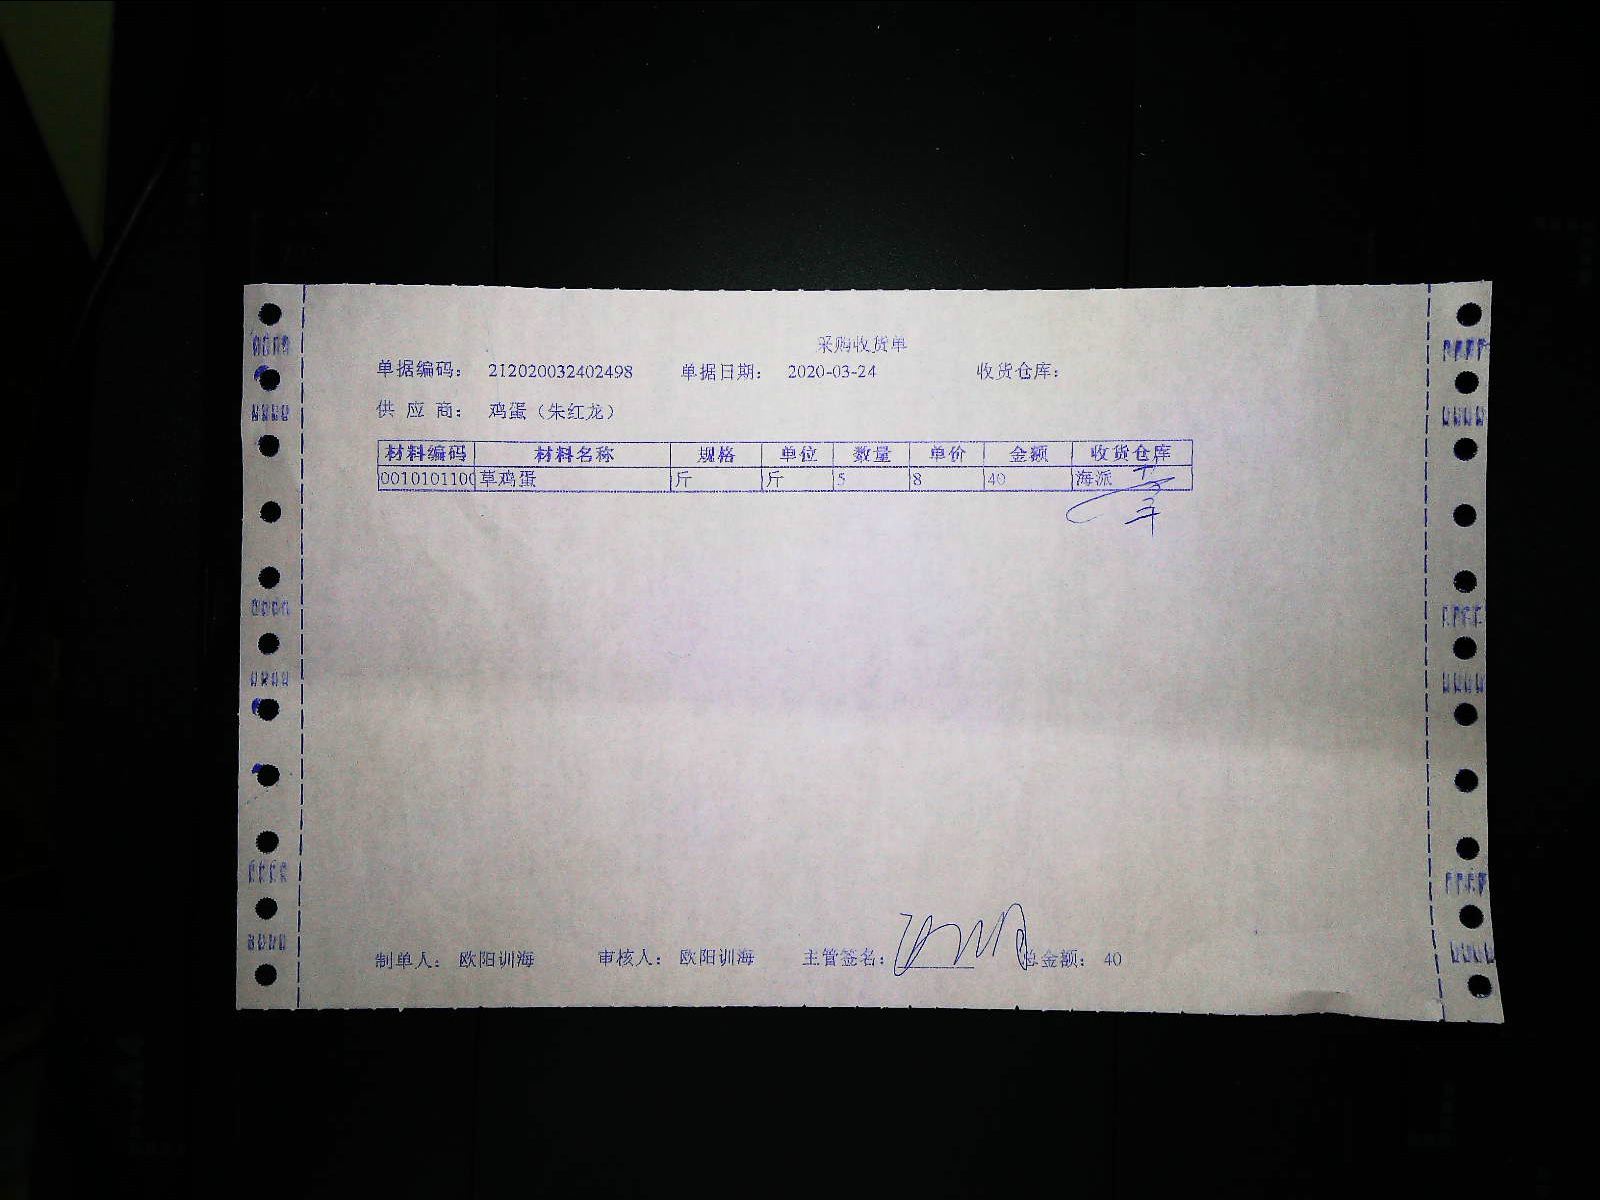 采购收货单
单据编码： 212020032402498 单据日期： 2020-03-24 收货仓库：
供 应 商： 鸡蛋（朱红龙）
材料编码 材料名称 规格 单位 数量 单价 金额 收货仓库
0010101100 草鸡蛋 斤 斤 5 8 40 海派
制单人： 欧阳训海 审核人： 欧阳训海 主管签名： 总金额： 40